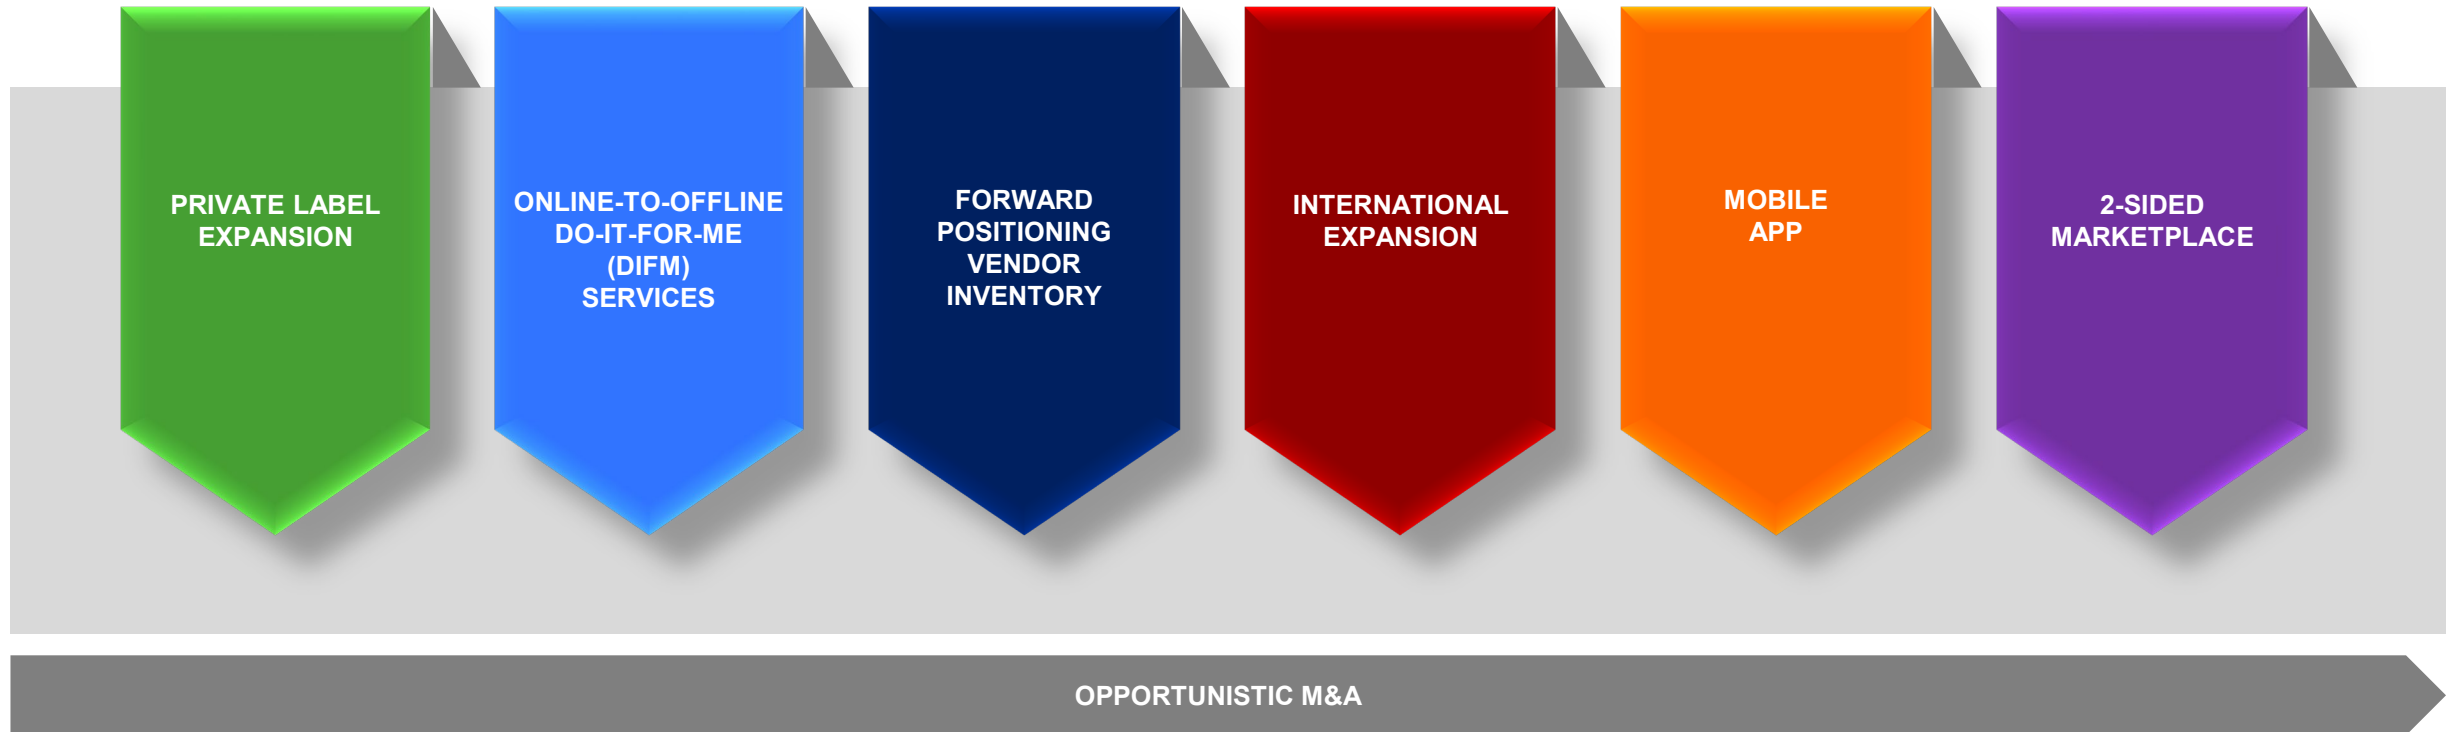 PRIVATE LABEL
EXPANSION
ONLINE-TO-OFFLINE
DO-IT-FOR-ME
(DIFM)
SERVICES
FORWARD
POSITIONING
VENDOR
INVENTORY
INTERNATIONAL
EXPANSION
MOBILE
APP
2-SIDED
MARKETPLACE
OPPORTUNISTIC M&A